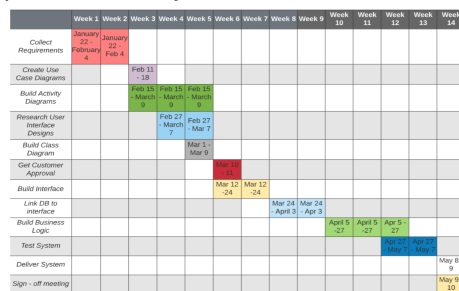 Week 1 Week 2 Week 3 Week 4 Week 5 Week 6 Week 7 Week 8 Week 9 Week 10 Week 11 Week 12 Week 13 Week 14
Collect Requirements January 22 - February 4 January 22 - Feb 4
Create Use Case Diagrams Feb 11 - 18
Build Activity Diagrams Feb 15 - March 9 Feb 15 - March 9 Feb 15 - March 9
Research User Interface Designs Feb 27 - March 7 Feb 27 - Mar 7
Build Class Diagram Mar 1 - Mar 9
Get Customer Approval Mar 10 - 11
Build Interface Mar 12 -24 Mar 12 -24
Link DB to interface Mar 24 - April 3 Mar 24 - Apr 3
Build Business Logic April 5 -27 April 5 -27 Apr 5 - 27
Test System Apr 27 - May 7 Apr 27 - May 7
Deliver System May 8 9
Sign - off meeting May 9 10